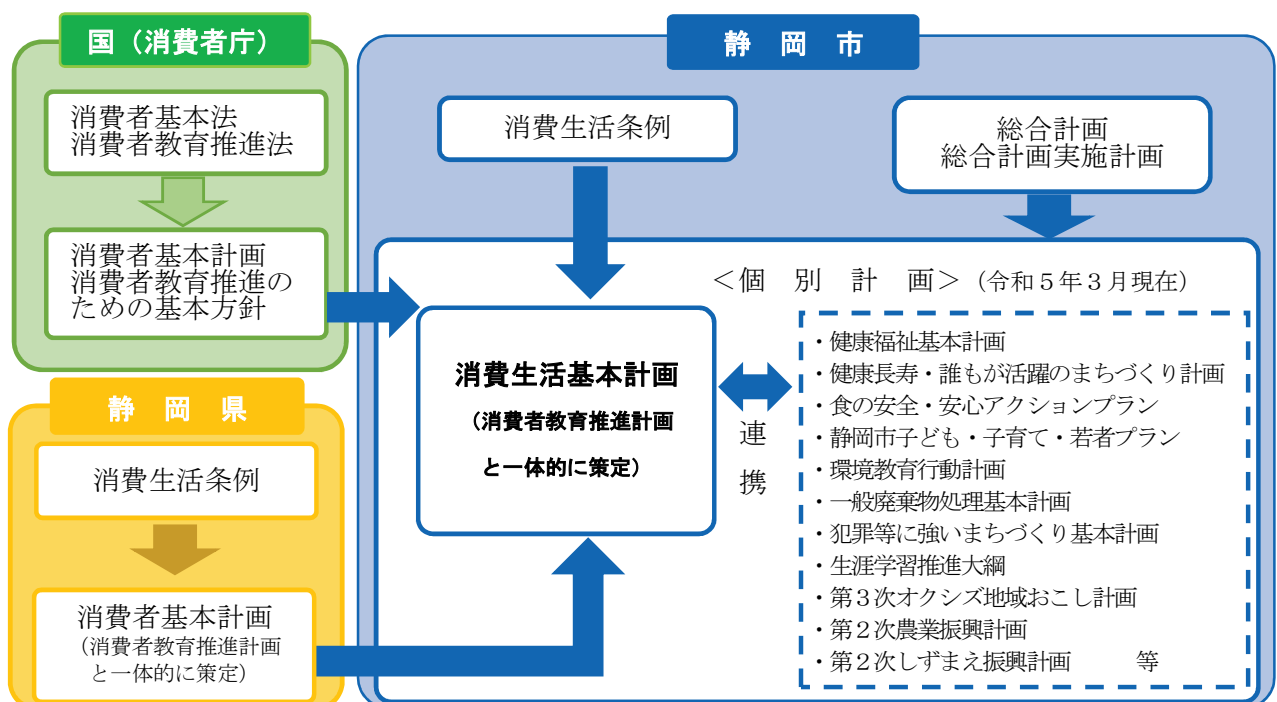 国（消費者庁）
消費者基本法
消費者教育推進法
消費者基本計画
消費者教育推進の
ための基本方針
静　岡　県
消費生活条例
消費者基本計画
（消費者教育推進計画
と一体的に策定）
静　岡　市
消費生活条例
総合計画
総合計画実施計画
＜個　別　計　画＞（令和５年３月現在）
消費生活基本計画
（消費者教育推進計画
と一体的に策定）
連
携
・健康福祉基本計画
・健康長寿・誰もが活躍のまちづくり計画
・食の安全・安心アクションプラン
・静岡市子ども・子育て・若者プラン
・環境教育行動計画
・一般廃棄物処理基本計画
・犯罪等に強いまちづくり基本計画
・生涯学習推進大綱
・第３次オクシズ地域おこし計画
・第２次農業振興計画
・第２次しずまえ振興計画　　　等